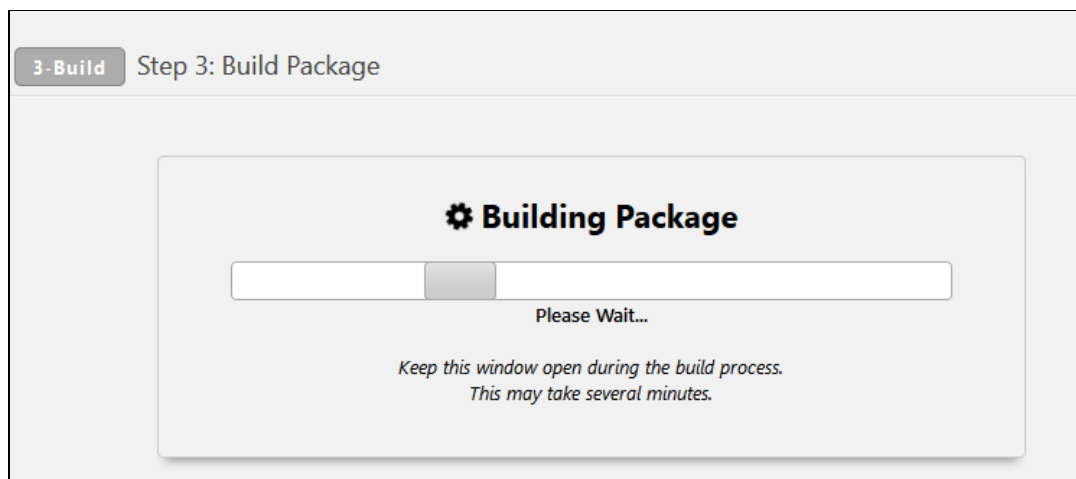 3-Build Step 3: Build Package
Building Package
Please Wait...
Keep this window open during the build process.
This may take several minutes.